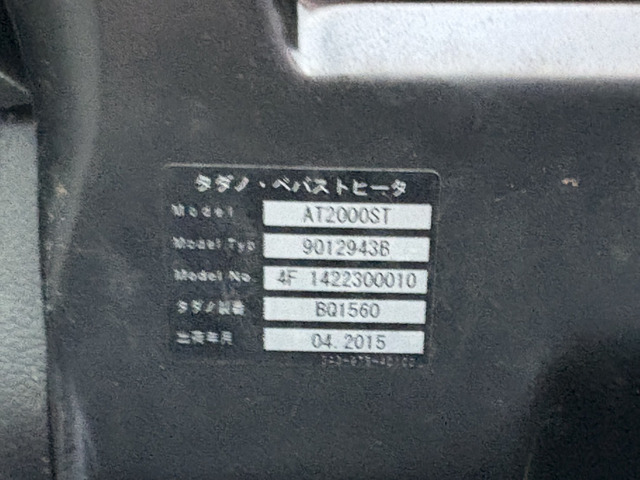 タダノ・ベバストヒータ
Model AT2000ST
Model Typ 9012943B
Model No. 4F 1422300010
タダノ製番 BQ1560
出荷年月 04.2015